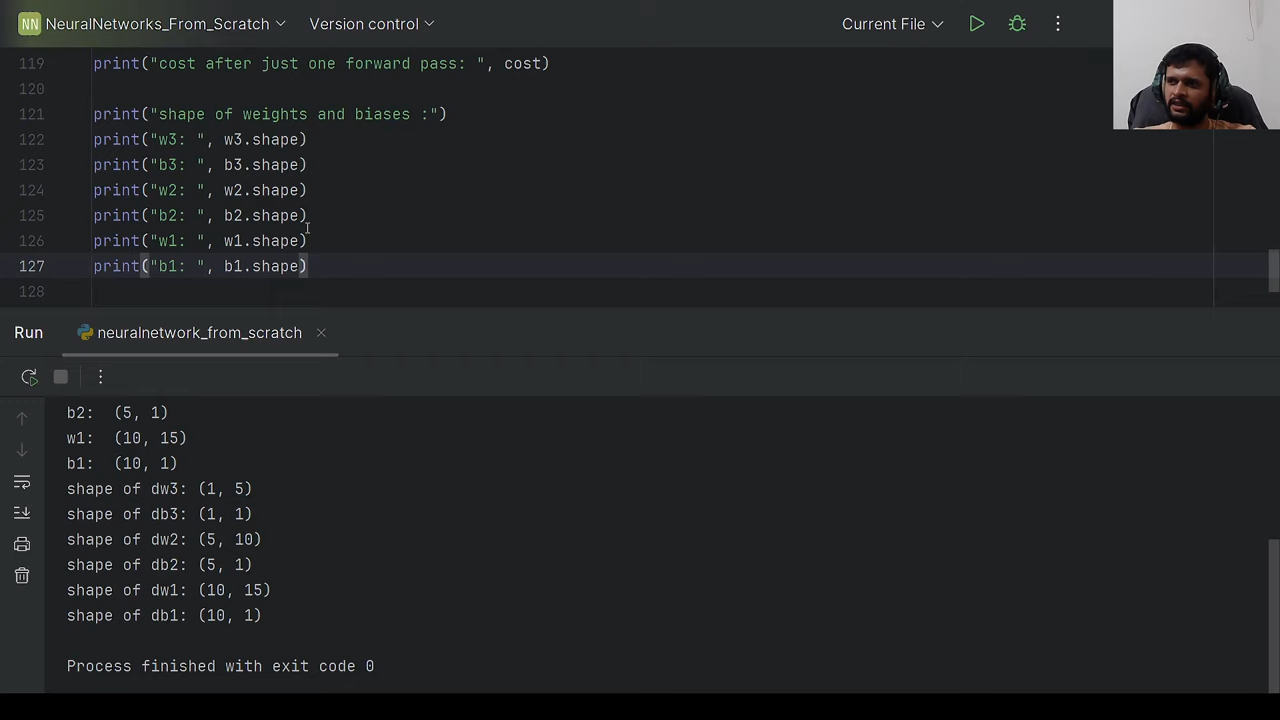 NN NeuralNetworks_From_Scratch Version control Current File
119 print("cost after just one forward pass: ", cost)
120
121 print("shape of weights and biases :")
122 print("w3: ", w3.shape)
123 print("b3: ", b3.shape)
124 print("w2: ", w2.shape)
125 print("b2: ", b2.shape)
126 print("w1: ", w1.shape)
127 print("b1: ", b1.shape)
128
Run neuralnetwork_from_scratch
b2:  (5, 1)
w1:  (10, 15)
b1:  (10, 1)
shape of dw3: (1, 5)
shape of db3: (1, 1)
shape of dw2: (5, 10)
shape of db2: (5, 1)
shape of dw1: (10, 15)
shape of db1: (10, 1)
Process finished with exit code 0